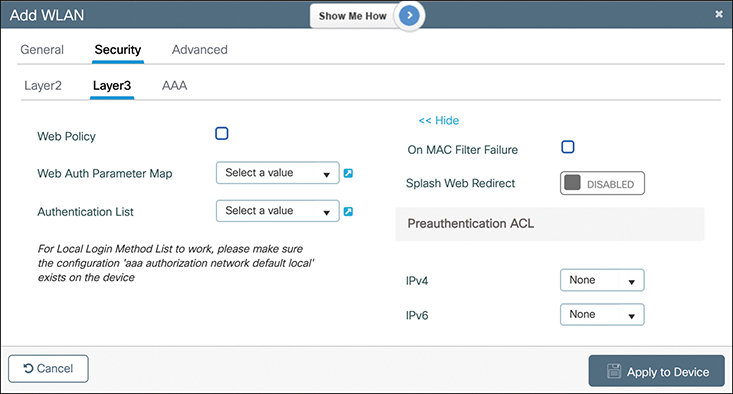 Add WLAN
Show Me How
General Security Advanced
Layer2 Layer3 AAA
Web Policy
Web Auth Parameter Map Select a value
Authentication List Select a value
For Local Login Method List to work, please make sure
the configuration 'aaa authorization network default local'
exists on the device
<< Hide
On MAC Filter Failure
Splash Web Redirect DISABLED
Preauthentication ACL
IPv4 None
IPv6 None
Cancel
Apply to Device